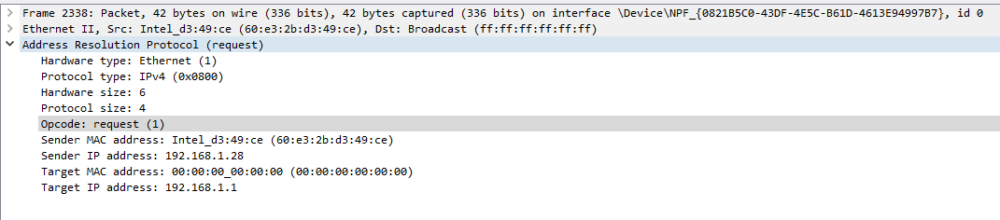 Frame 2338: Packet, 42 bytes on wire (336 bits), 42 bytes captured (336 bits) on interface \Device\NPF_{0821B5C0-43DF-4E5C-B61D-4613E94997B7}, id 0
Ethernet II, Src: Intel_d3:49:ce (60:e3:2b:d3:49:ce), Dst: Broadcast (ff:ff:ff:ff:ff:ff)
Address Resolution Protocol (request)
Hardware type: Ethernet (1)
Protocol type: IPv4 (0x0800)
Hardware size: 6
Protocol size: 4
Opcode: request (1)
Sender MAC address: Intel_d3:49:ce (60:e3:2b:d3:49:ce)
Sender IP address: 192.168.1.28
Target MAC address: 00:00:00_00:00:00 (00:00:00:00:00:00)
Target IP address: 192.168.1.1